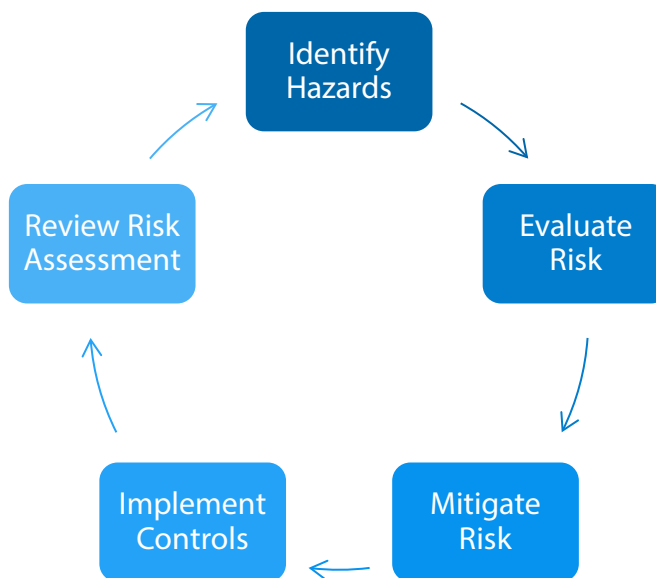 Identify
Hazards
Evaluate
Risk
Mitigate
Risk
Implement
Controls
Review Risk
Assessment